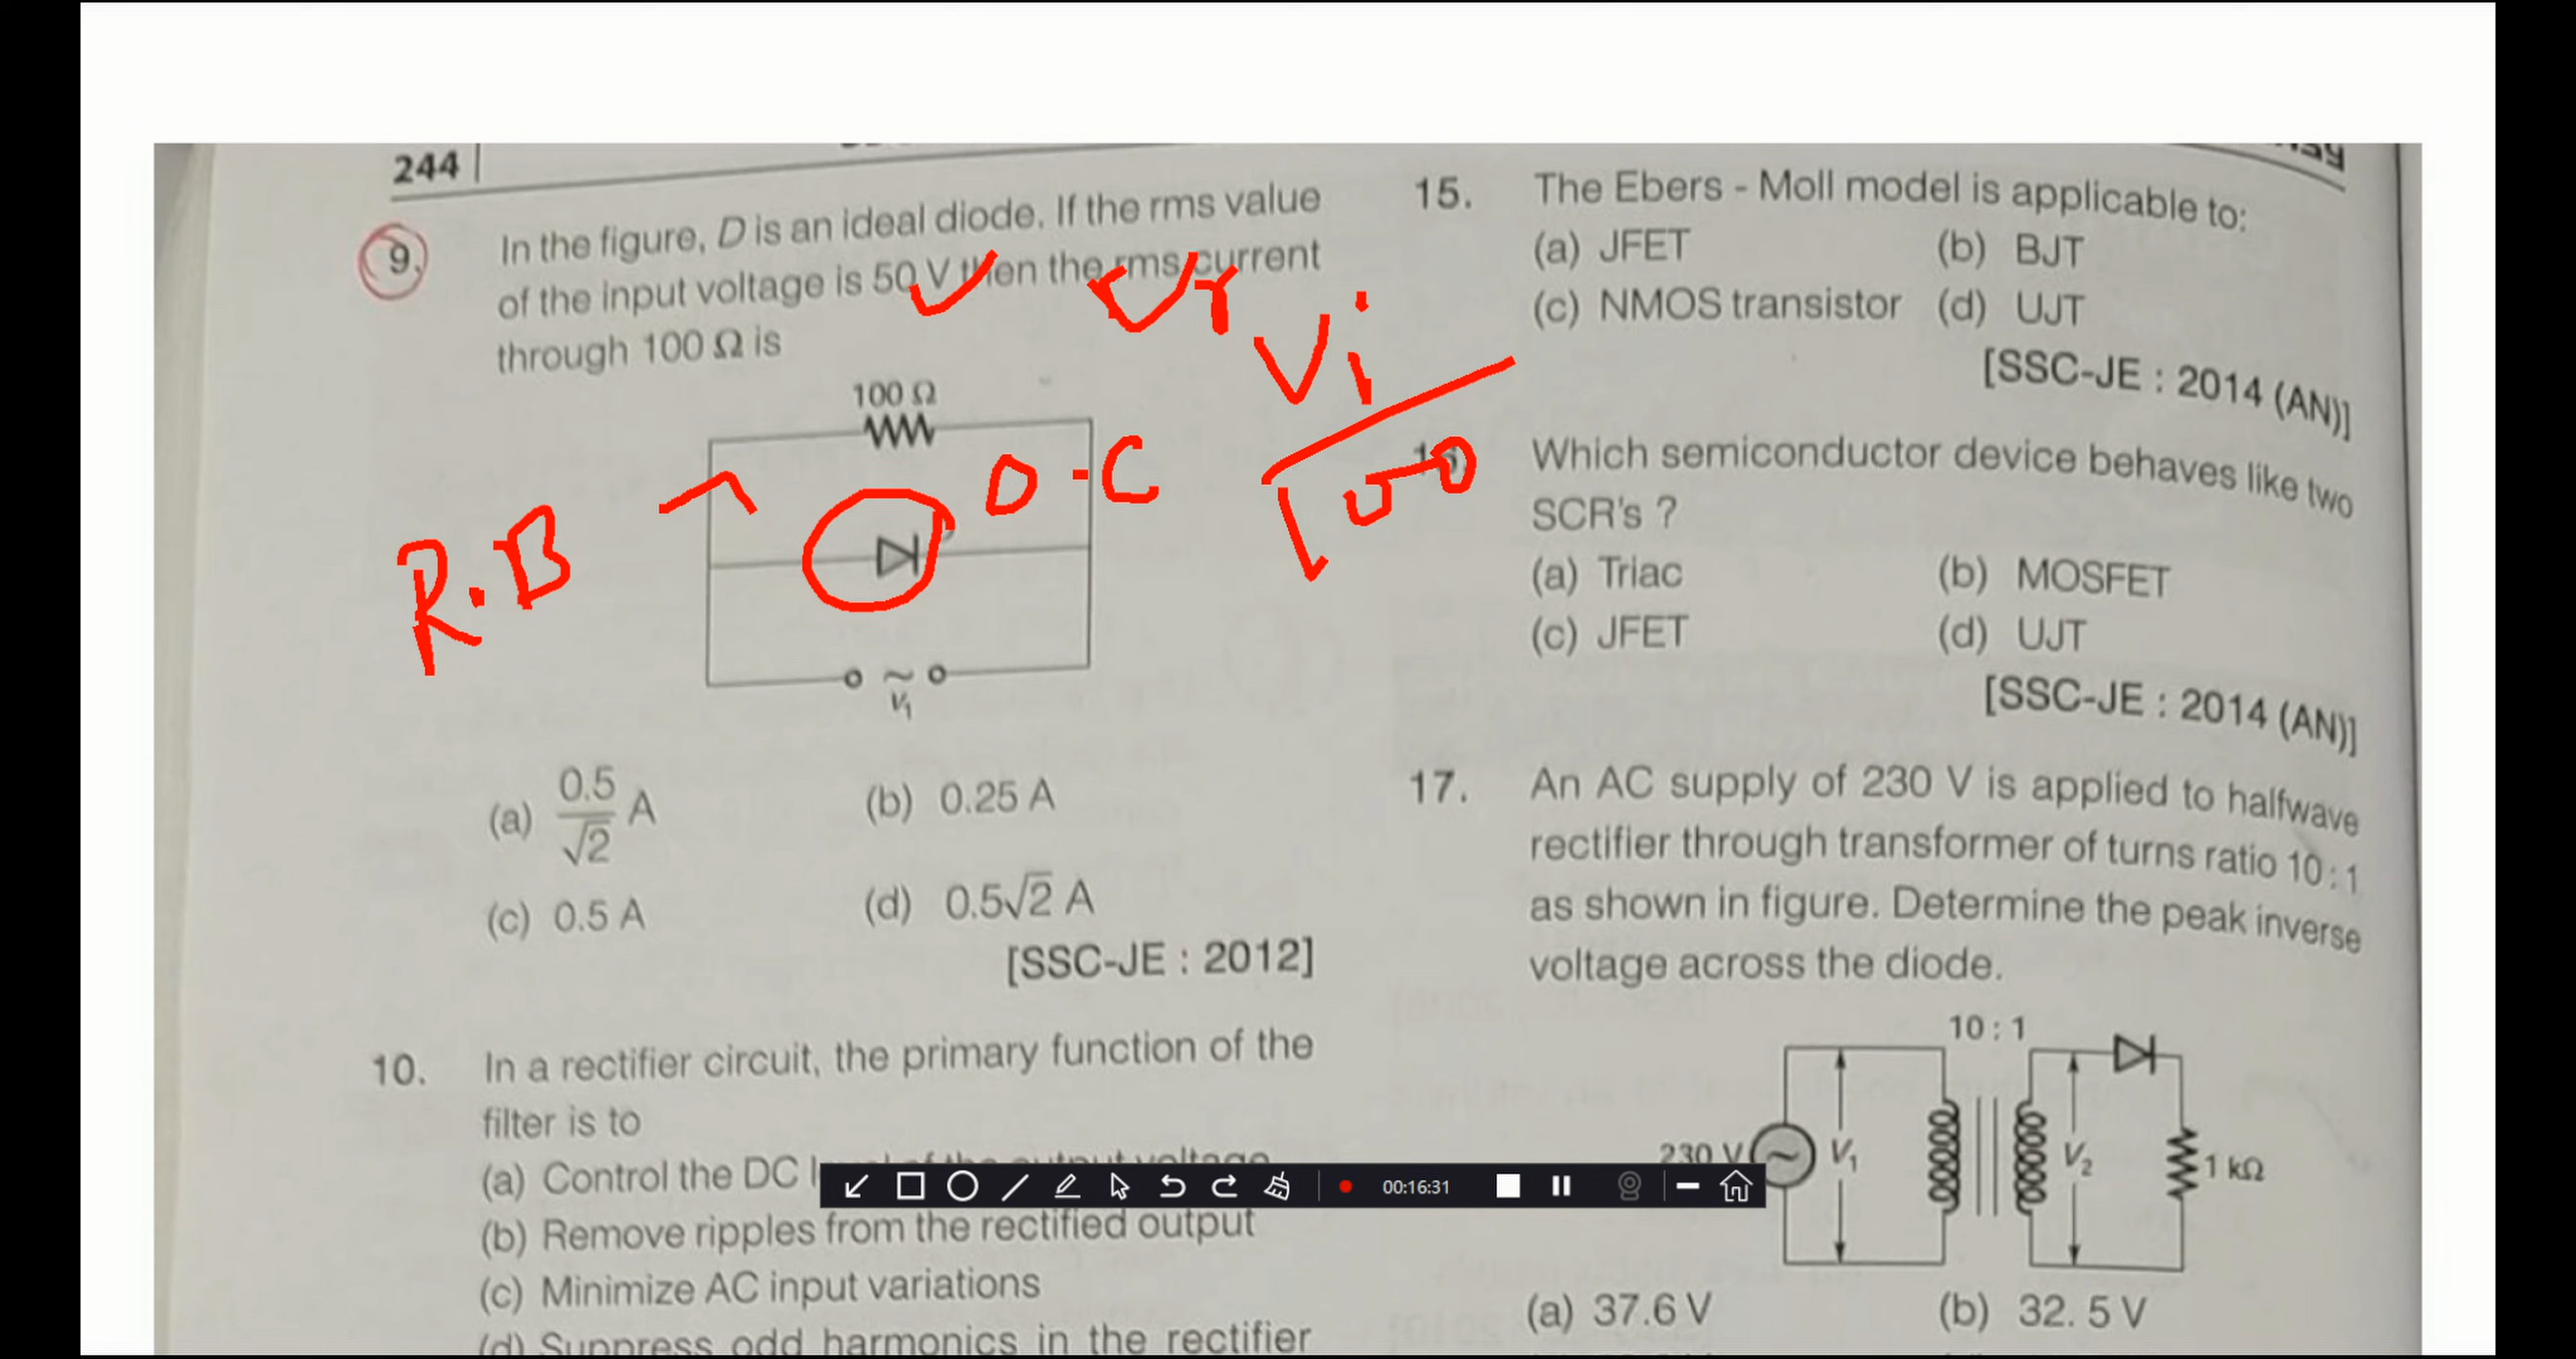 244
9. In the figure, D is an ideal diode. If the rms value
of the input voltage is 50 V then the rms current
through 100 Ω is
100 Ω
Vr
Vi
100
O.C
R.B
~
V1
(a) 0.5/√2 A (b) 0.25 A
(c) 0.5 A (d) 0.5√2 A
[SSC-JE : 2012]
10. In a rectifier circuit, the primary function of the
filter is to
(a) Control the DC level of the output voltage
(b) Remove ripples from the rectified output
(c) Minimize AC input variations
(d) Suppress odd harmonics in the rectifier
15. The Ebers - Moll model is applicable to:
(a) JFET (b) BJT
(c) NMOS transistor (d) UJT
[SSC-JE : 2014 (AN)]
Which semiconductor device behaves like two
SCR's ?
(a) Triac (b) MOSFET
(c) JFET (d) UJT
[SSC-JE : 2014 (AN)]
17. An AC supply of 230 V is applied to halfwave
rectifier through transformer of turns ratio 10 : 1
as shown in figure. Determine the peak inverse
voltage across the diode.
10 : 1
230 V ~ V1 V2 1 kΩ
(a) 37.6 V (b) 32. 5 V
00:16:31